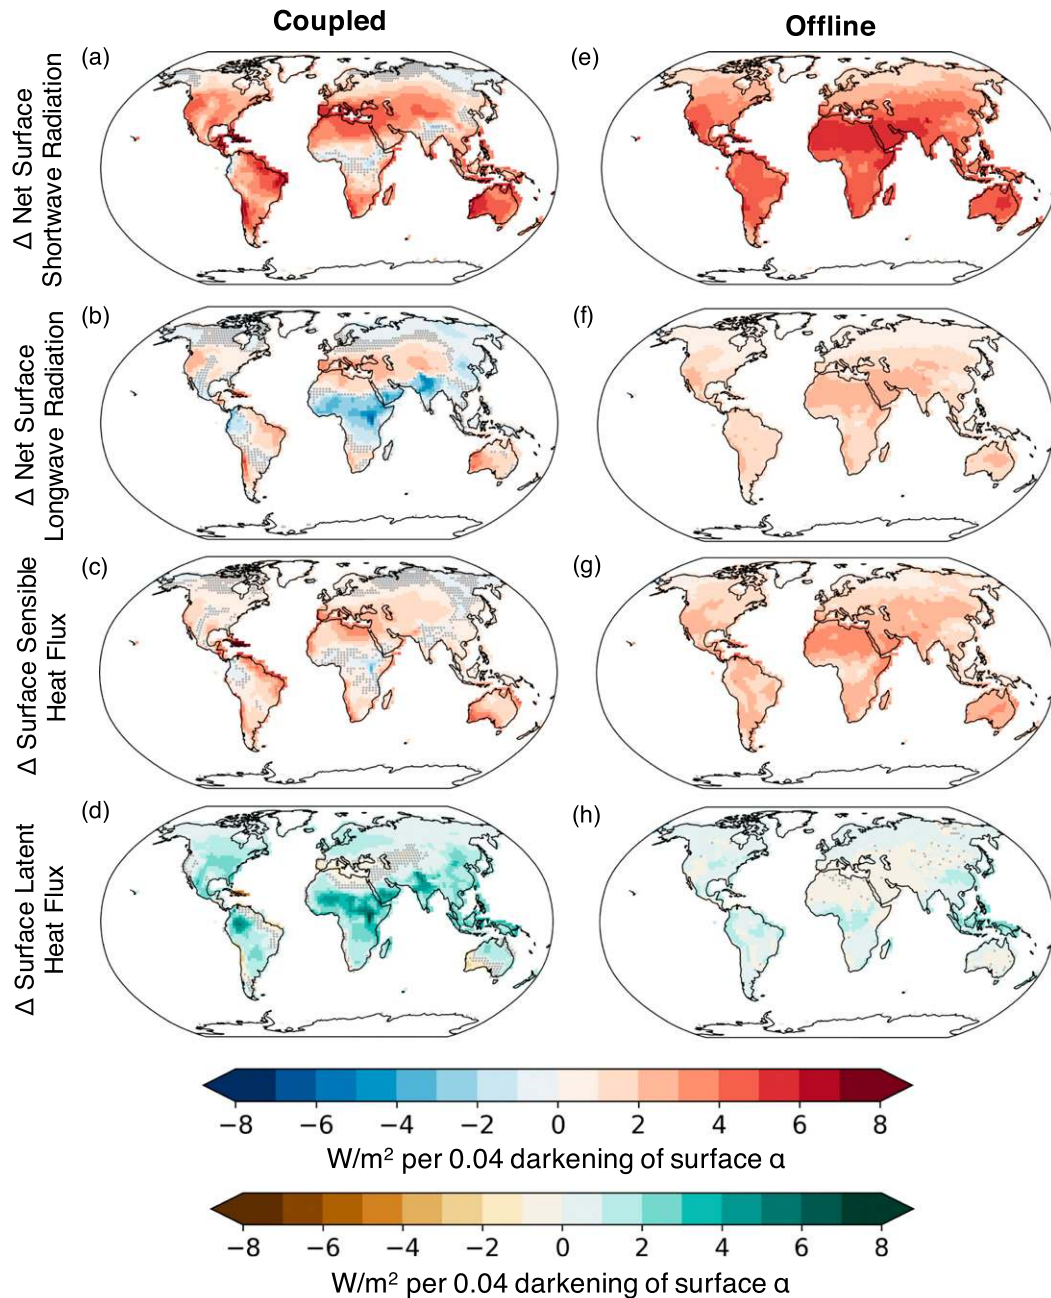 Coupled
Offline
(a)
(e)
Δ Net Surface
Shortwave Radiation
(b)
(f)
Δ Net Surface
Longwave Radiation
(c)
(g)
Δ Surface Sensible
Heat Flux
(d)
(h)
Δ Surface Latent
Heat Flux
−8 −6 −4 −2 0 2 4 6 8
W/m² per 0.04 darkening of surface α
−8 −6 −4 −2 0 2 4 6 8
W/m² per 0.04 darkening of surface α